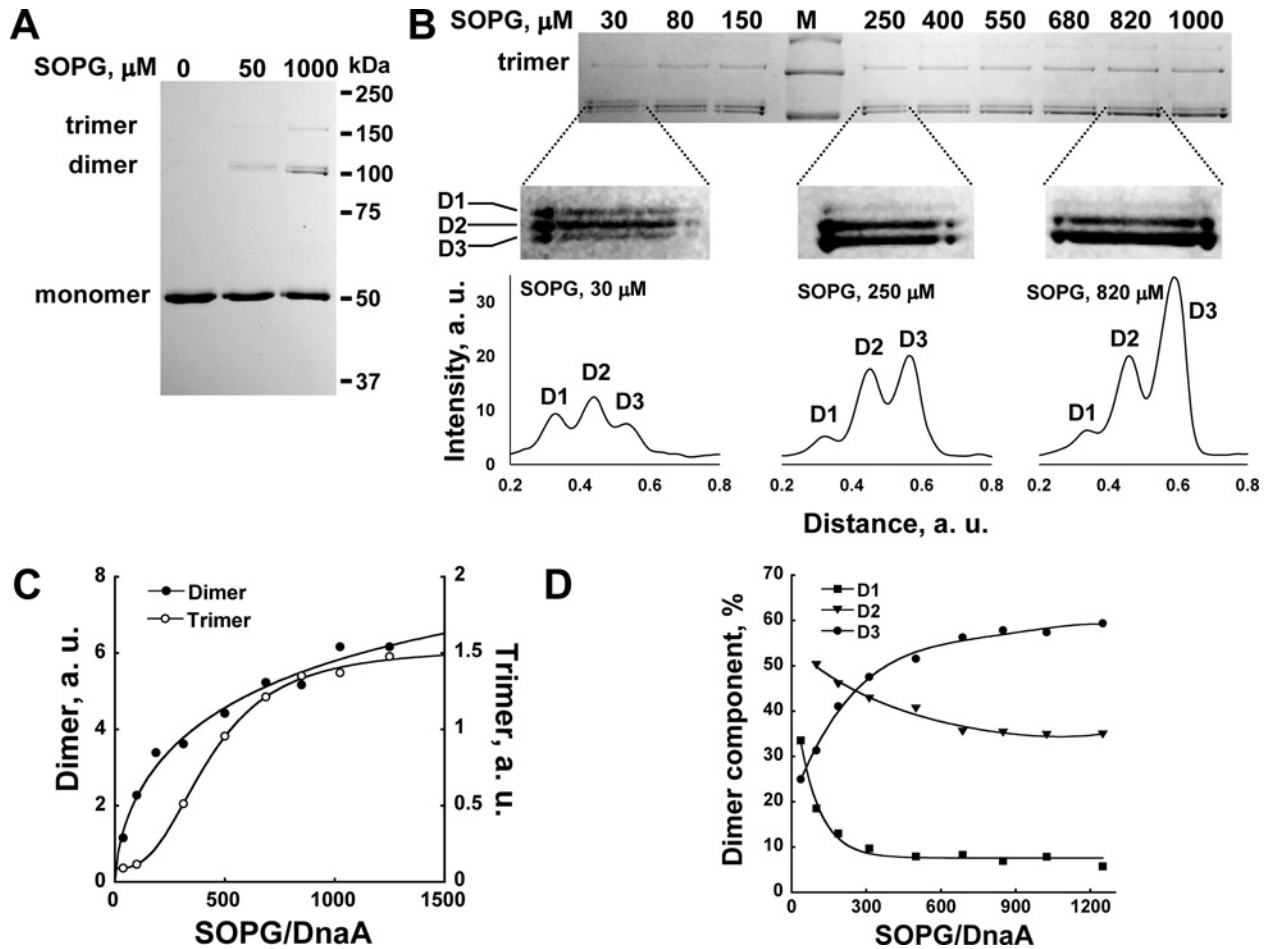 A
SOPG, μM 0 50 1000 kDa
250
trimer
150
dimer
100
75
monomer
50
37
B
SOPG, μM 30 80 150 M 250 400 550 680 820 1000
trimer
D1
D2
D3
SOPG, 30 μM
SOPG, 250 μM
SOPG, 820 μM
Intensity, a. u.
30
20
10
0
D1 D2 D3
D1 D2 D3
D1 D2 D3
0.2 0.4 0.6 0.8
0.2 0.4 0.6 0.8
0.2 0.4 0.6 0.8
Distance, a. u.
C
Dimer
Trimer
Dimer, a. u.
8
6
4
2
0
Trimer, a. u.
2
1.5
1
0.5
0
0 500 1000 1500
SOPG/DnaA
D
D1
D2
D3
Dimer component, %
70
60
50
40
30
20
10
0
0 300 600 900 1200
SOPG/DnaA